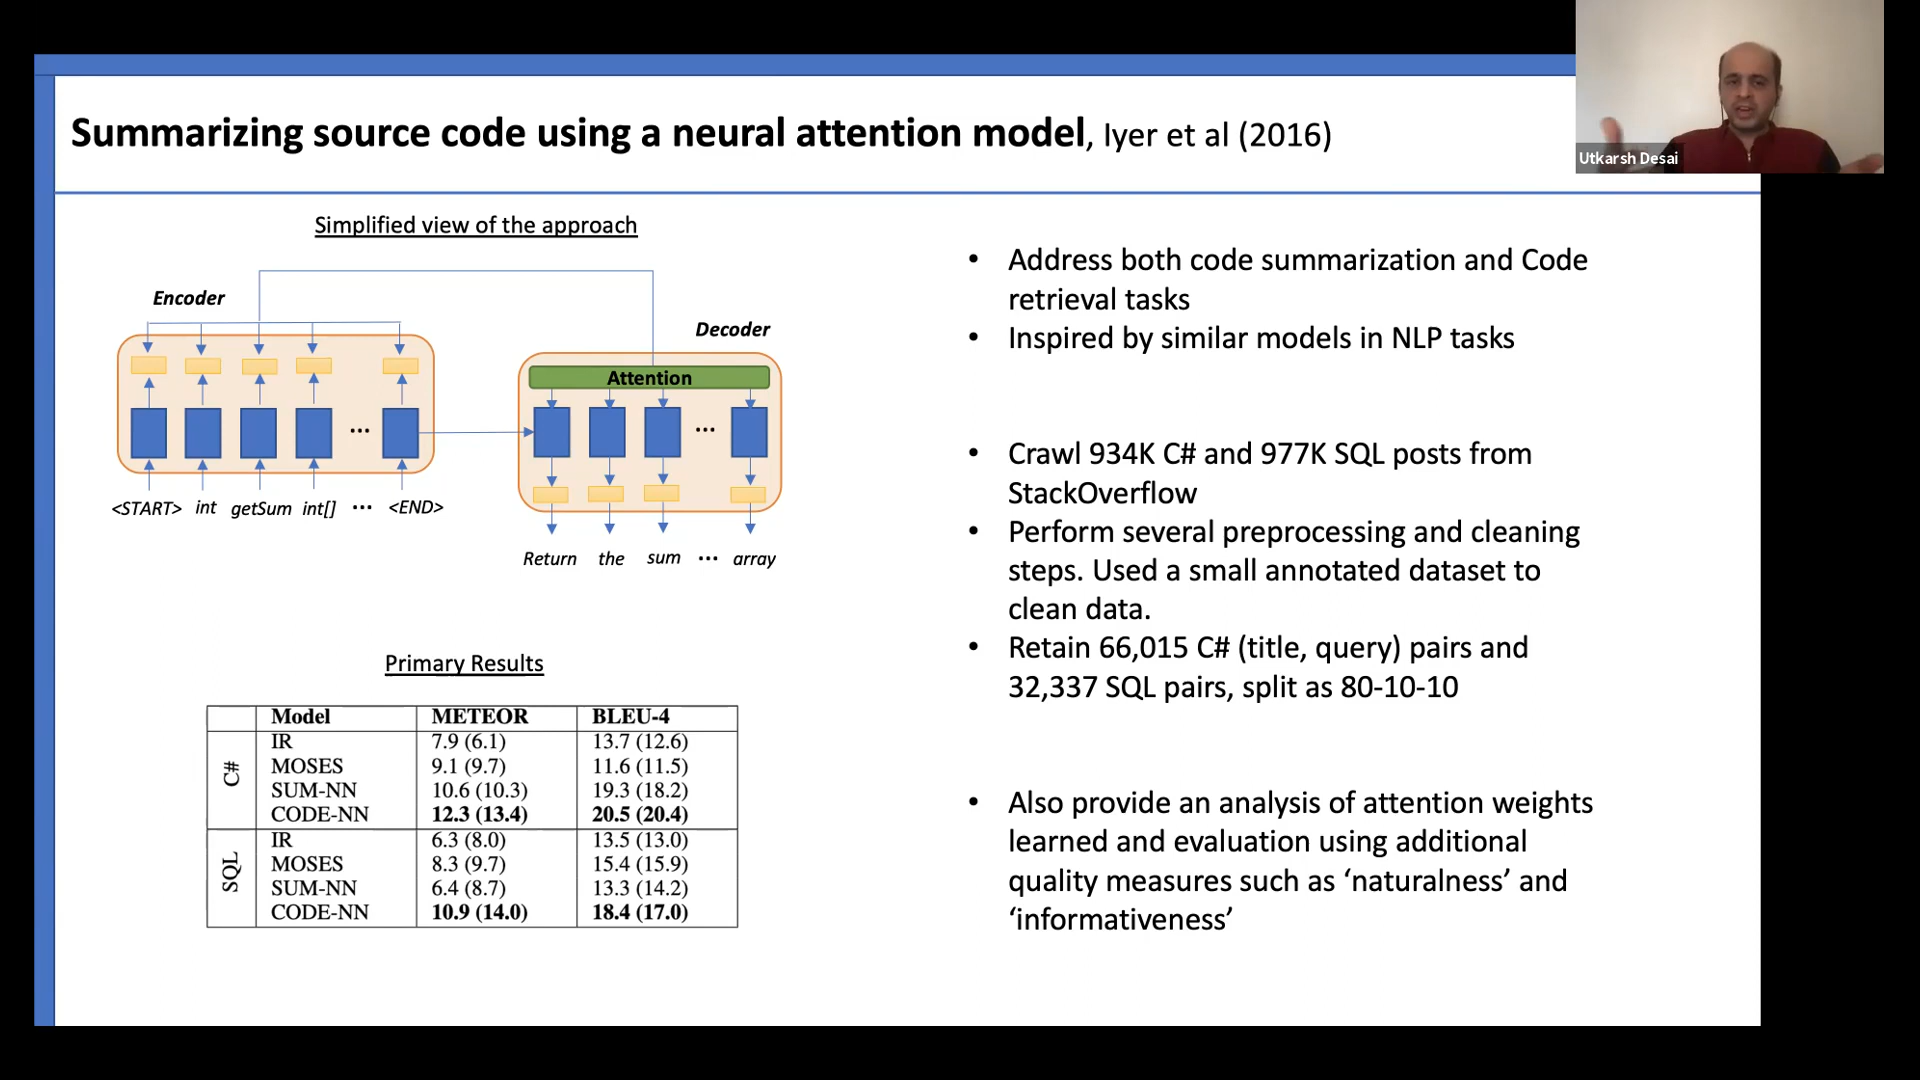 Summarizing source code using a neural attention model, Iyer et al (2016)
Utkarsh Desai
Simplified view of the approach
Encoder
Decoder
Attention
...
...
<START> int getSum int[] ... <END>
Return the sum ... array
Primary Results
Model METEOR BLEU-4
C#
IR 7.9 (6.1) 13.7 (12.6)
MOSES 9.1 (9.7) 11.6 (11.5)
SUM-NN 10.6 (10.3) 19.3 (18.2)
CODE-NN 12.3 (13.4) 20.5 (20.4)
SQL
IR 6.3 (8.0) 13.5 (13.0)
MOSES 8.3 (9.7) 15.4 (15.9)
SUM-NN 6.4 (8.7) 13.3 (14.2)
CODE-NN 10.9 (14.0) 18.4 (17.0)
• Address both code summarization and Code
retrieval tasks
• Inspired by similar models in NLP tasks
• Crawl 934K C# and 977K SQL posts from
StackOverflow
• Perform several preprocessing and cleaning
steps. Used a small annotated dataset to
clean data.
• Retain 66,015 C# (title, query) pairs and
32,337 SQL pairs, split as 80-10-10
• Also provide an analysis of attention weights
learned and evaluation using additional
quality measures such as ‘naturalness’ and
‘informativeness’